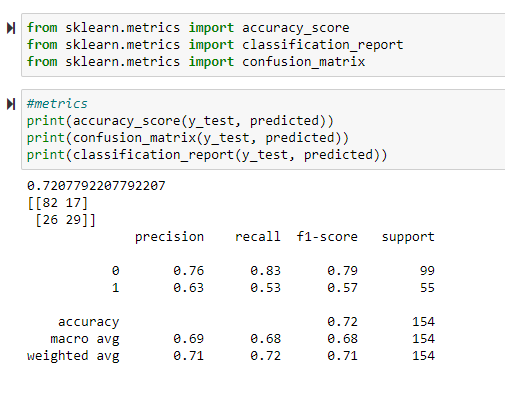 from sklearn.metrics import accuracy_score
from sklearn.metrics import classification_report
from sklearn.metrics import confusion_matrix
#metrics
print(accuracy_score(y_test, predicted))
print(confusion_matrix(y_test, predicted))
print(classification_report(y_test, predicted))
0.7207792207792207
[[82 17]
 [26 29]]
              precision    recall  f1-score   support
           0       0.76      0.83      0.79        99
           1       0.63      0.53      0.57        55
    accuracy                           0.72       154
   macro avg       0.69      0.68      0.68       154
weighted avg       0.71      0.72      0.71       154